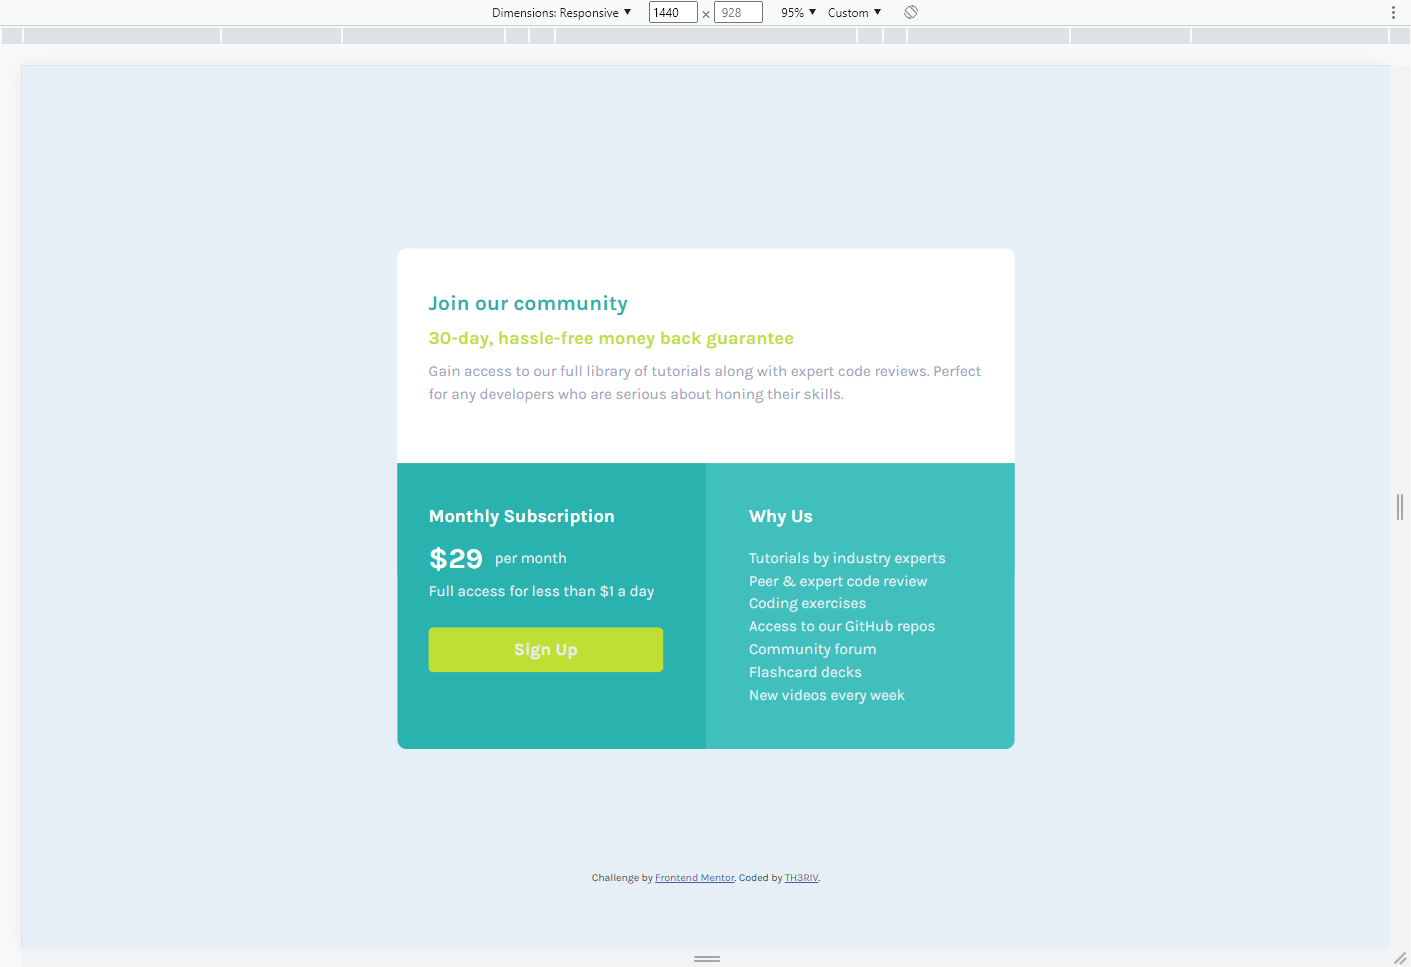 Dimensions: Responsive ▼ 1440 × 928 95% ▼ Custom ▼
Join our community
30-day, hassle-free money back guarantee
Gain access to our full library of tutorials along with expert code reviews. Perfect
for any developers who are serious about honing their skills.
Monthly Subscription
$29 per month
Full access for less than $1 a day
Sign Up
Why Us
Tutorials by industry experts
Peer & expert code review
Coding exercises
Access to our GitHub repos
Community forum
Flashcard decks
New videos every week
Challenge by Frontend Mentor. Coded by TH3RIV.